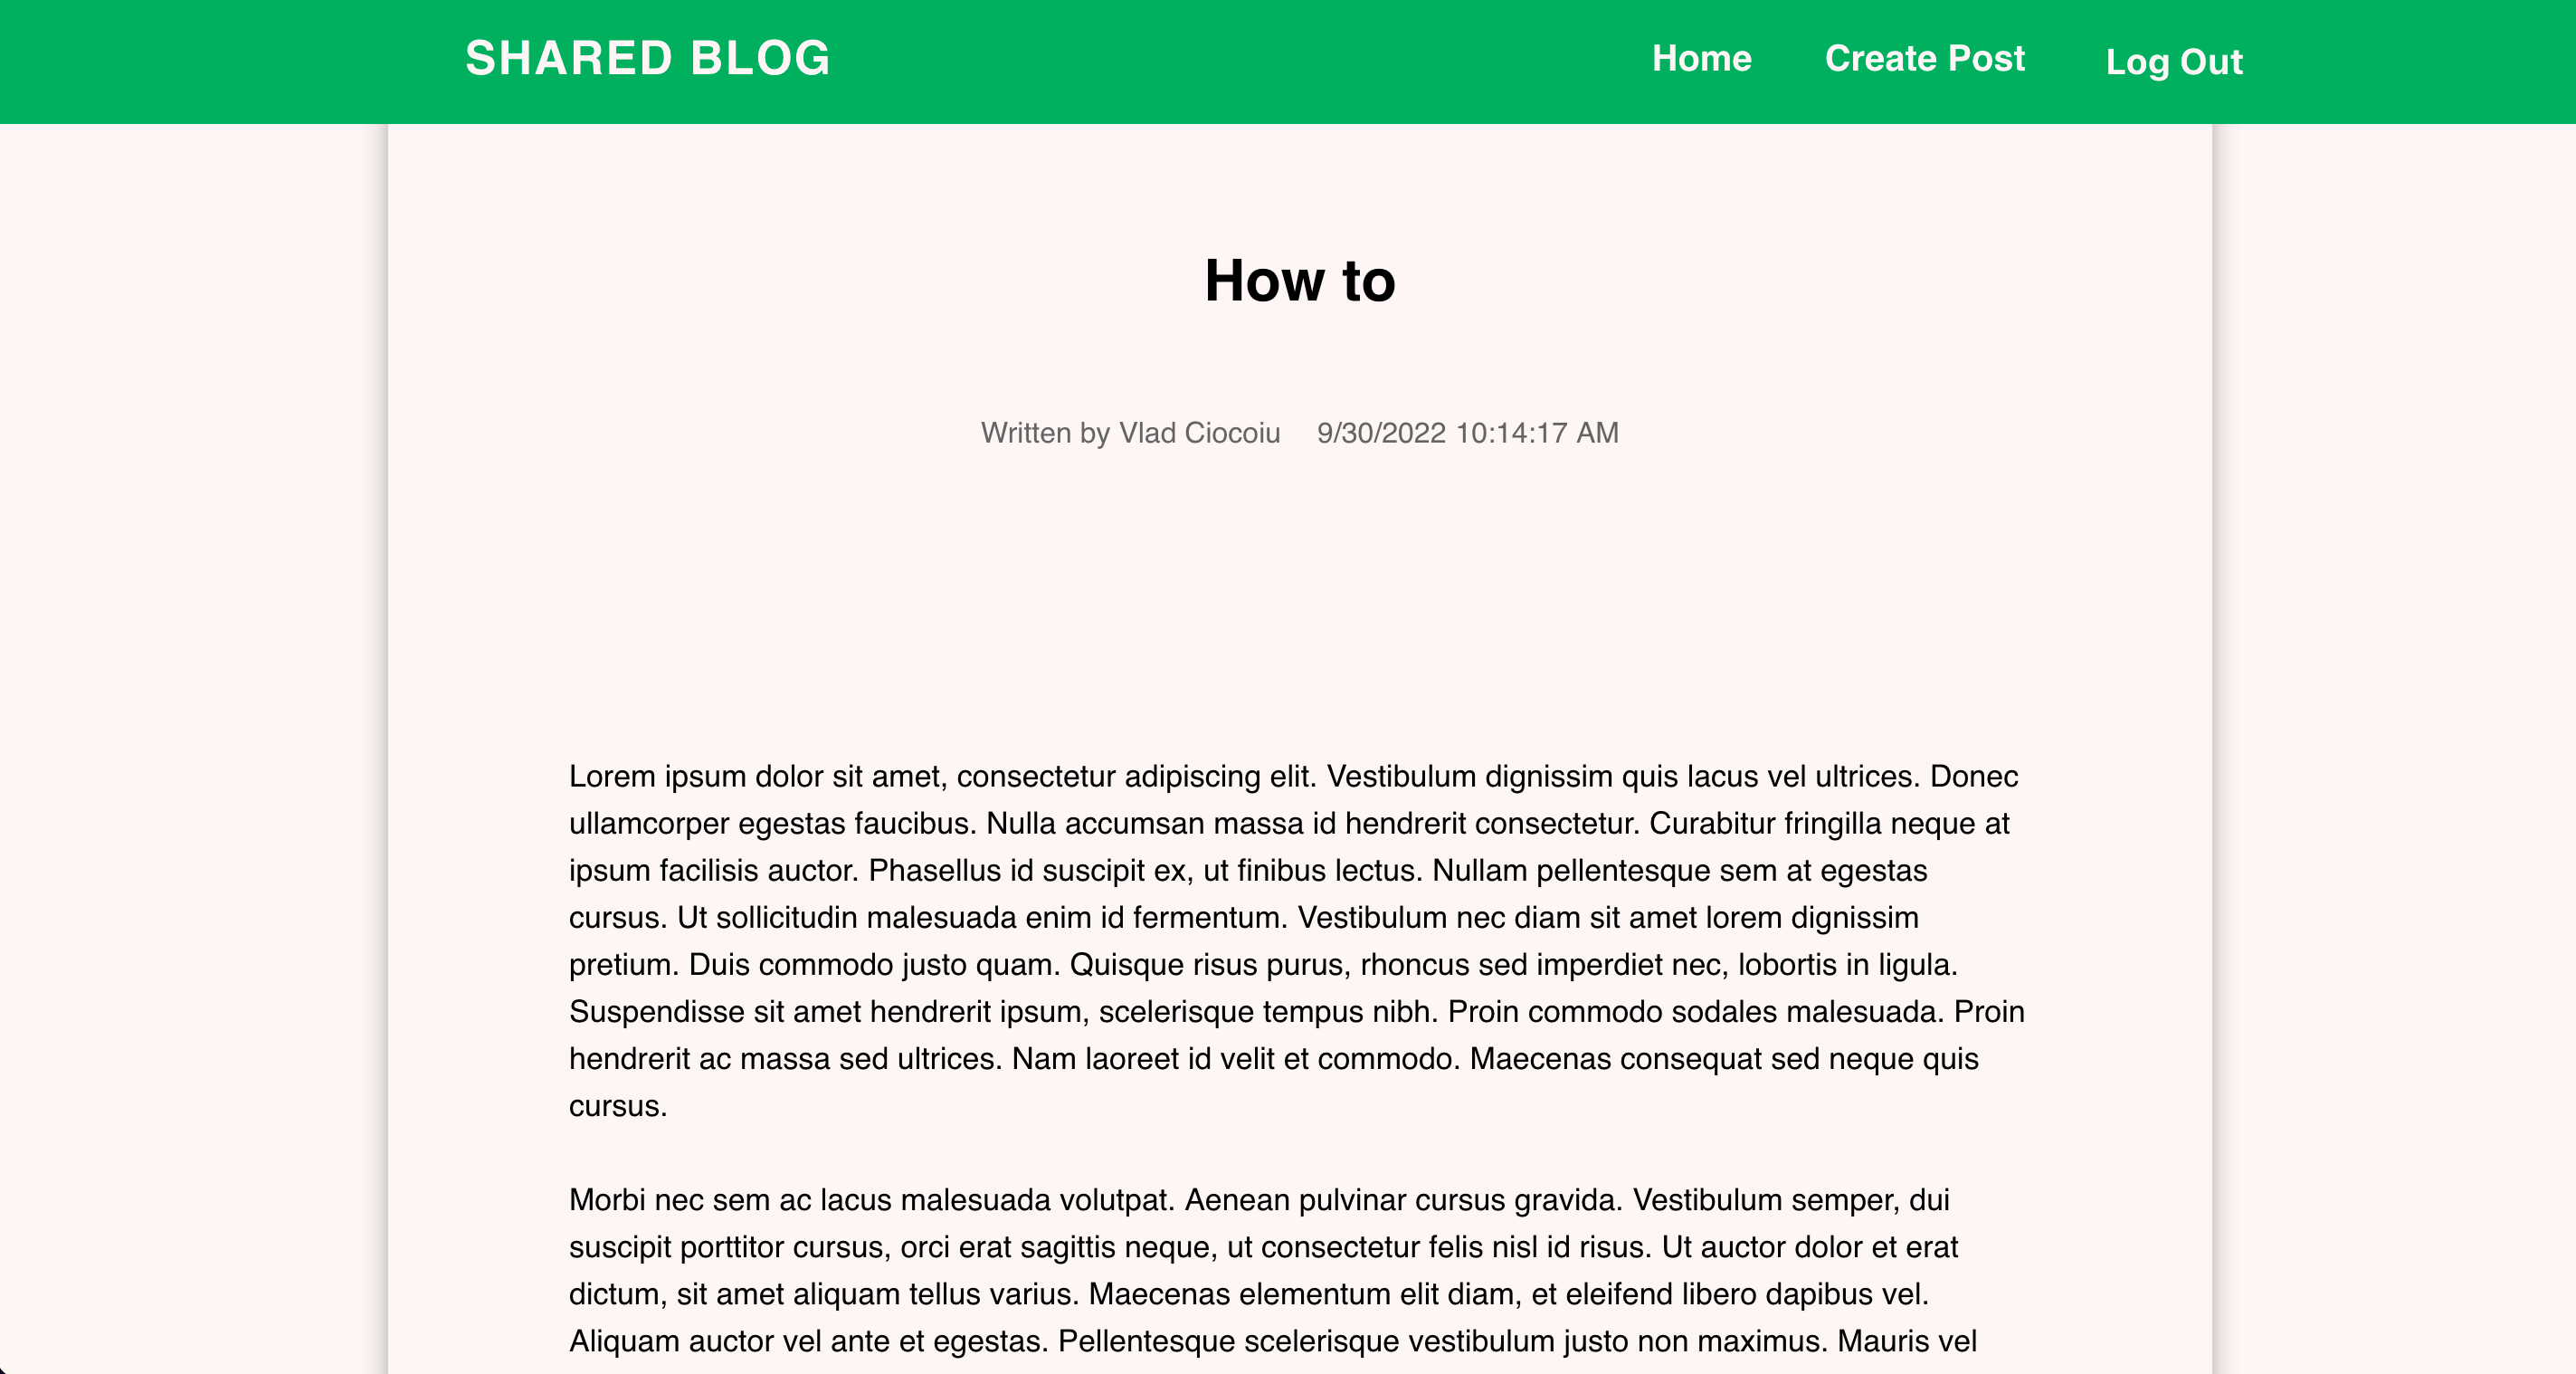 SHARED BLOG
Home
Create Post
Log Out
How to
Written by Vlad Ciocoiu 9/30/2022 10:14:17 AM
Lorem ipsum dolor sit amet, consectetur adipiscing elit. Vestibulum dignissim quis lacus vel ultrices. Donec
ullamcorper egestas faucibus. Nulla accumsan massa id hendrerit consectetur. Curabitur fringilla neque at
ipsum facilisis auctor. Phasellus id suscipit ex, ut finibus lectus. Nullam pellentesque sem at egestas
cursus. Ut sollicitudin malesuada enim id fermentum. Vestibulum nec diam sit amet lorem dignissim
pretium. Duis commodo justo quam. Quisque risus purus, rhoncus sed imperdiet nec, lobortis in ligula.
Suspendisse sit amet hendrerit ipsum, scelerisque tempus nibh. Proin commodo sodales malesuada. Proin
hendrerit ac massa sed ultrices. Nam laoreet id velit et commodo. Maecenas consequat sed neque quis
cursus.
Morbi nec sem ac lacus malesuada volutpat. Aenean pulvinar cursus gravida. Vestibulum semper, dui
suscipit porttitor cursus, orci erat sagittis neque, ut consectetur felis nisl id risus. Ut auctor dolor et erat
dictum, sit amet aliquam tellus varius. Maecenas elementum elit diam, et eleifend libero dapibus vel.
Aliquam auctor vel ante et egestas. Pellentesque scelerisque vestibulum justo non maximus. Mauris vel